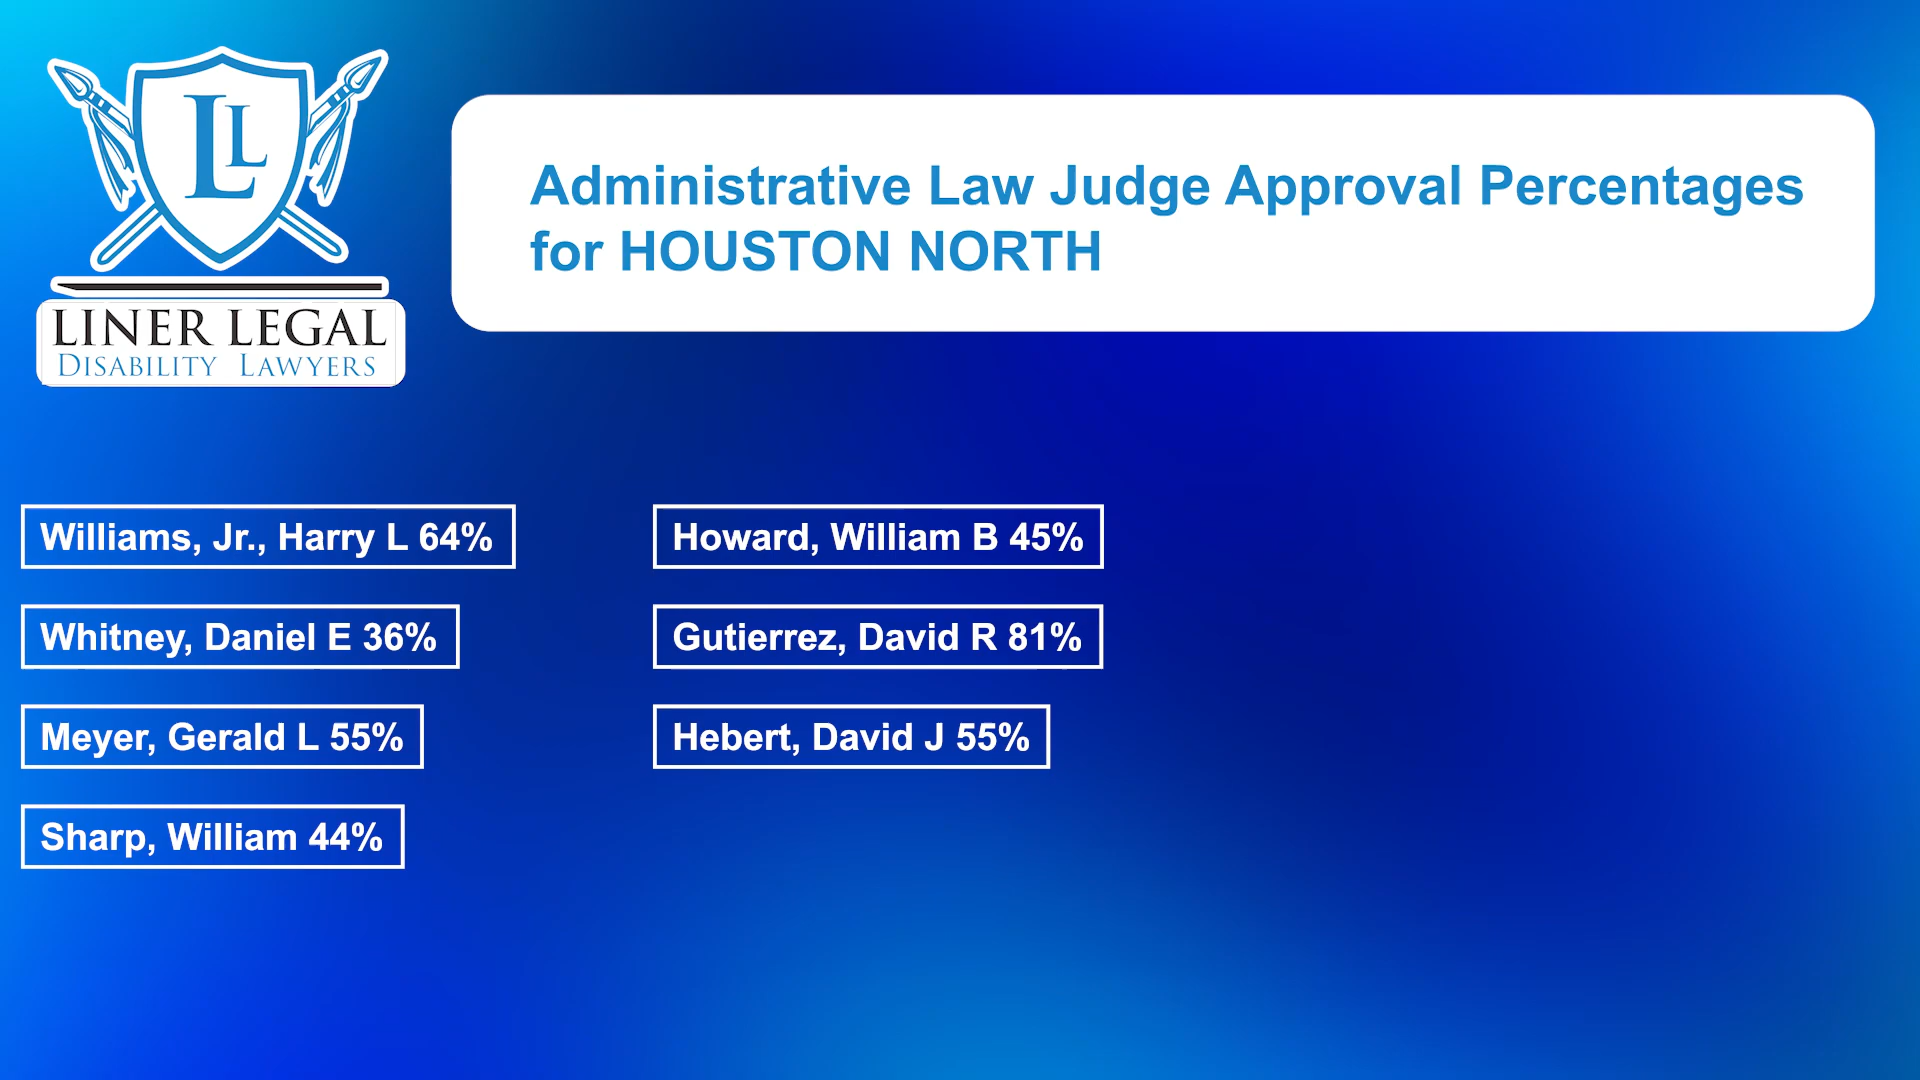 LL
LINER LEGAL
DISABILITY LAWYERS
Administrative Law Judge Approval Percentages
for HOUSTON NORTH
Williams, Jr., Harry L 64%
Whitney, Daniel E 36%
Meyer, Gerald L 55%
Sharp, William 44%
Howard, William B 45%
Gutierrez, David R 81%
Hebert, David J 55%